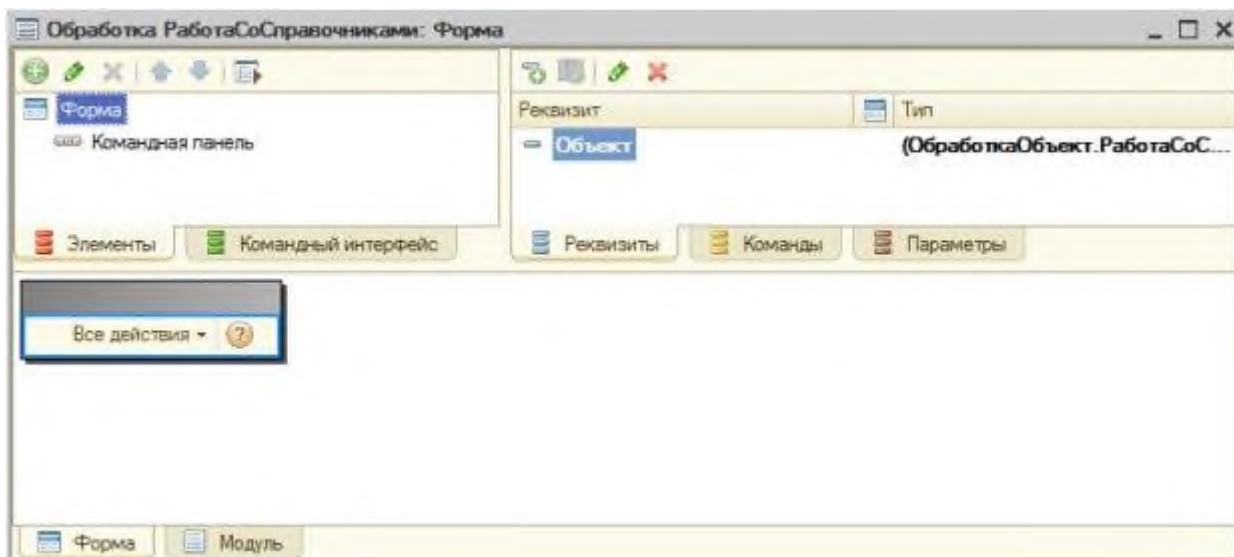 Обработка РаботаСоСправочниками: Форма
Форма
Командная панель
Элементы
Командный интерфейс
Реквизит
Тип
Объект
(ОбработкаОбъект.РаботаСоС...
Реквизиты
Команды
Параметры
Все действия
?
Форма
Модуль